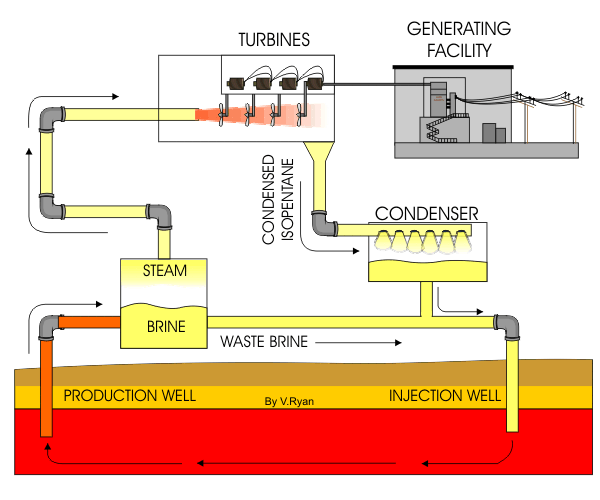 GENERATING
FACILITY
TURBINES
CONDENSED
ISOPENTANE
CONDENSER
STEAM
BRINE
WASTE BRINE
PRODUCTION WELL
By V.Ryan
INJECTION WELL